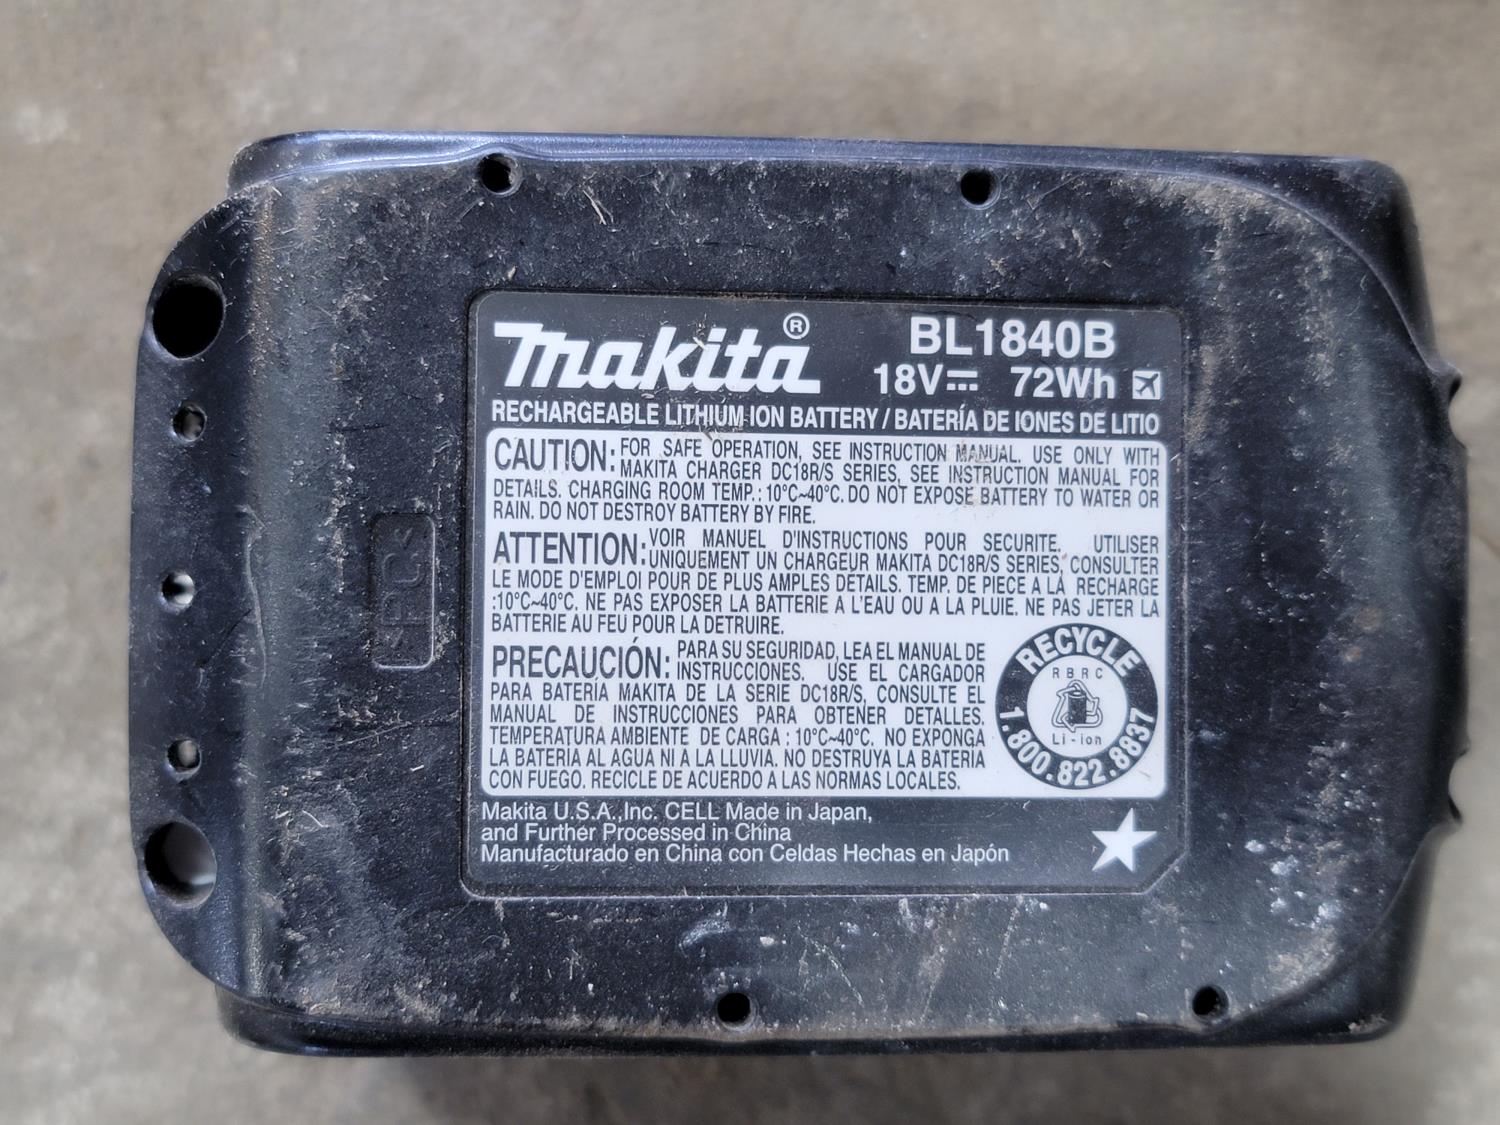 makita®
BL1840B
18V 72Wh
RECHARGEABLE LITHIUM ION BATTERY / BATERÍA DE IONES DE LITIO
CAUTION: FOR SAFE OPERATION, SEE INSTRUCTION MANUAL. USE ONLY WITH
MAKITA CHARGER DC18R/S SERIES, SEE INSTRUCTION MANUAL FOR
DETAILS. CHARGING ROOM TEMP.: 10°C~40°C. DO NOT EXPOSE BATTERY TO WATER OR
RAIN. DO NOT DESTROY BATTERY BY FIRE.
ATTENTION: VOIR MANUEL D'INSTRUCTIONS POUR SECURITE. UTILISER
UNIQUEMENT UN CHARGEUR MAKITA DC18R/S SERIES, CONSULTER
LE MODE D'EMPLOI POUR DE PLUS AMPLES DÉTAILS. TEMP. DE PIECE A LA RECHARGE
:10°C~40°C. NE PAS EXPOSER LA BATTERIE A L'EAU OU A LA PLUIE. NE PAS JETER LA
BATTERIE AU FEU POUR LA DETRUIRE.
PRECAUCIÓN: PARA SU SEGURIDAD, LEA EL MANUAL DE
INSTRUCCIONES. USE EL CARGADOR
PARA BATERÍA MAKITA DE LA SERIE DC18R/S, CONSULTE EL
MANUAL DE INSTRUCCIONES PARA OBTENER DETALLES.
TEMPERATURA AMBIENTE DE CARGA : 10°C~40°C. NO EXPONGA
LA BATERIA AL AGUA NI A LA LLUVIA. NO DESTRUYA LA BATERIA
CON FUEGO. RECICLE DE ACUERDO A LAS NORMAS LOCALES.
RECYCLE
RBRC
Li-ion
1.800.822.8837
Makita U.S.A.,Inc. CELL Made in Japan,
and Further Processed in China
Manufacturado en China con Celdas Hechas en Japón
>PC<